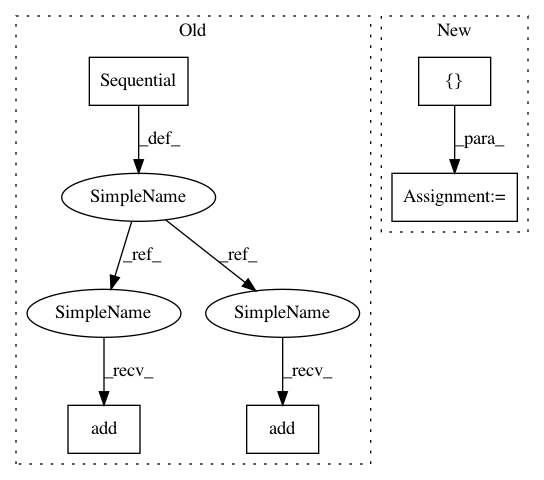 Old
New
Sequential
{}
_def_
_para_
SimpleName
Assignment:=
_ref_
_ref_
SimpleName
SimpleName
_recv_
_recv_
add
add